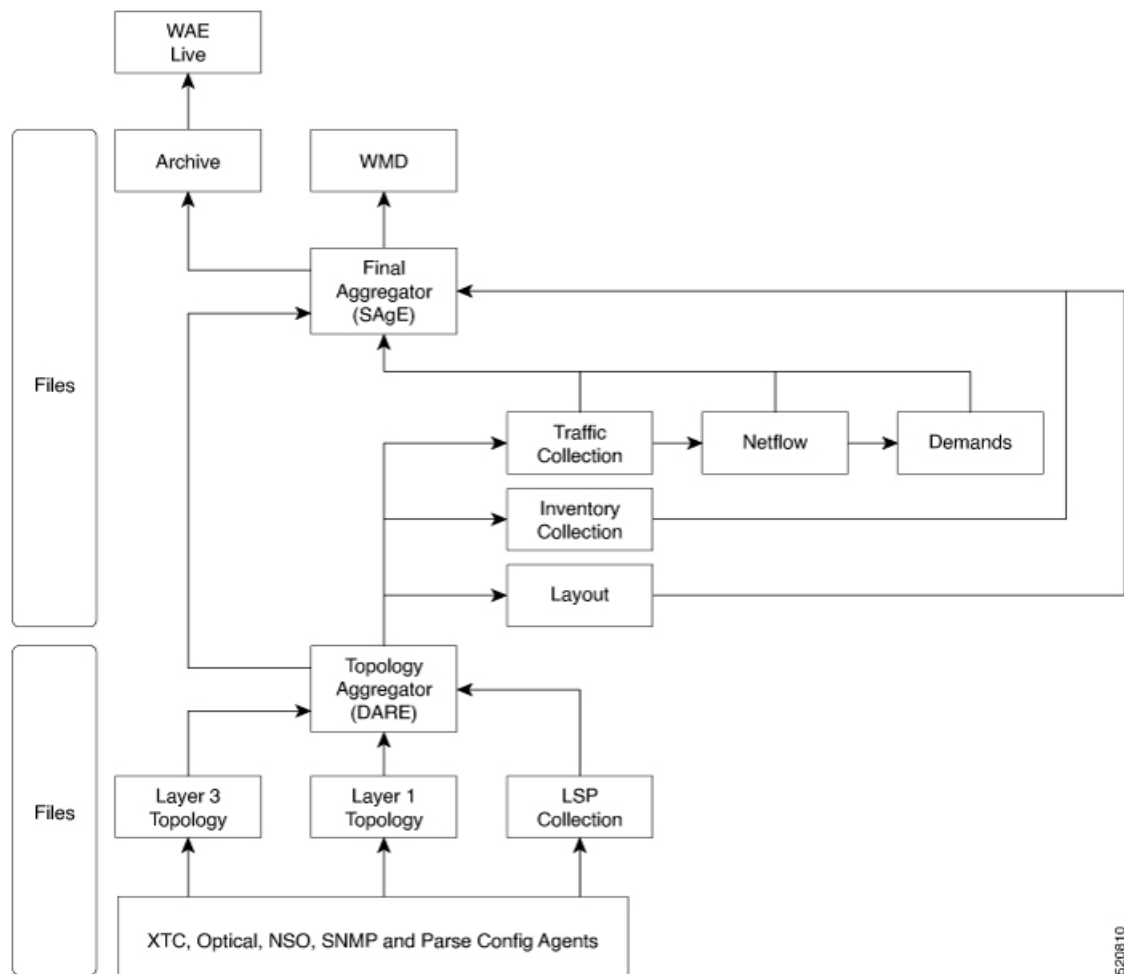 WAE
Live
Archive
WMD
Final
Aggregator
(SAgE)
Files
Traffic
Collection
Netflow
Demands
Inventory
Collection
Layout
Topology
Aggregator
(DARE)
Files
Layer 3
Topology
Layer 1
Topology
LSP
Collection
XTC, Optical, NSO, SNMP and Parse Config Agents
520810